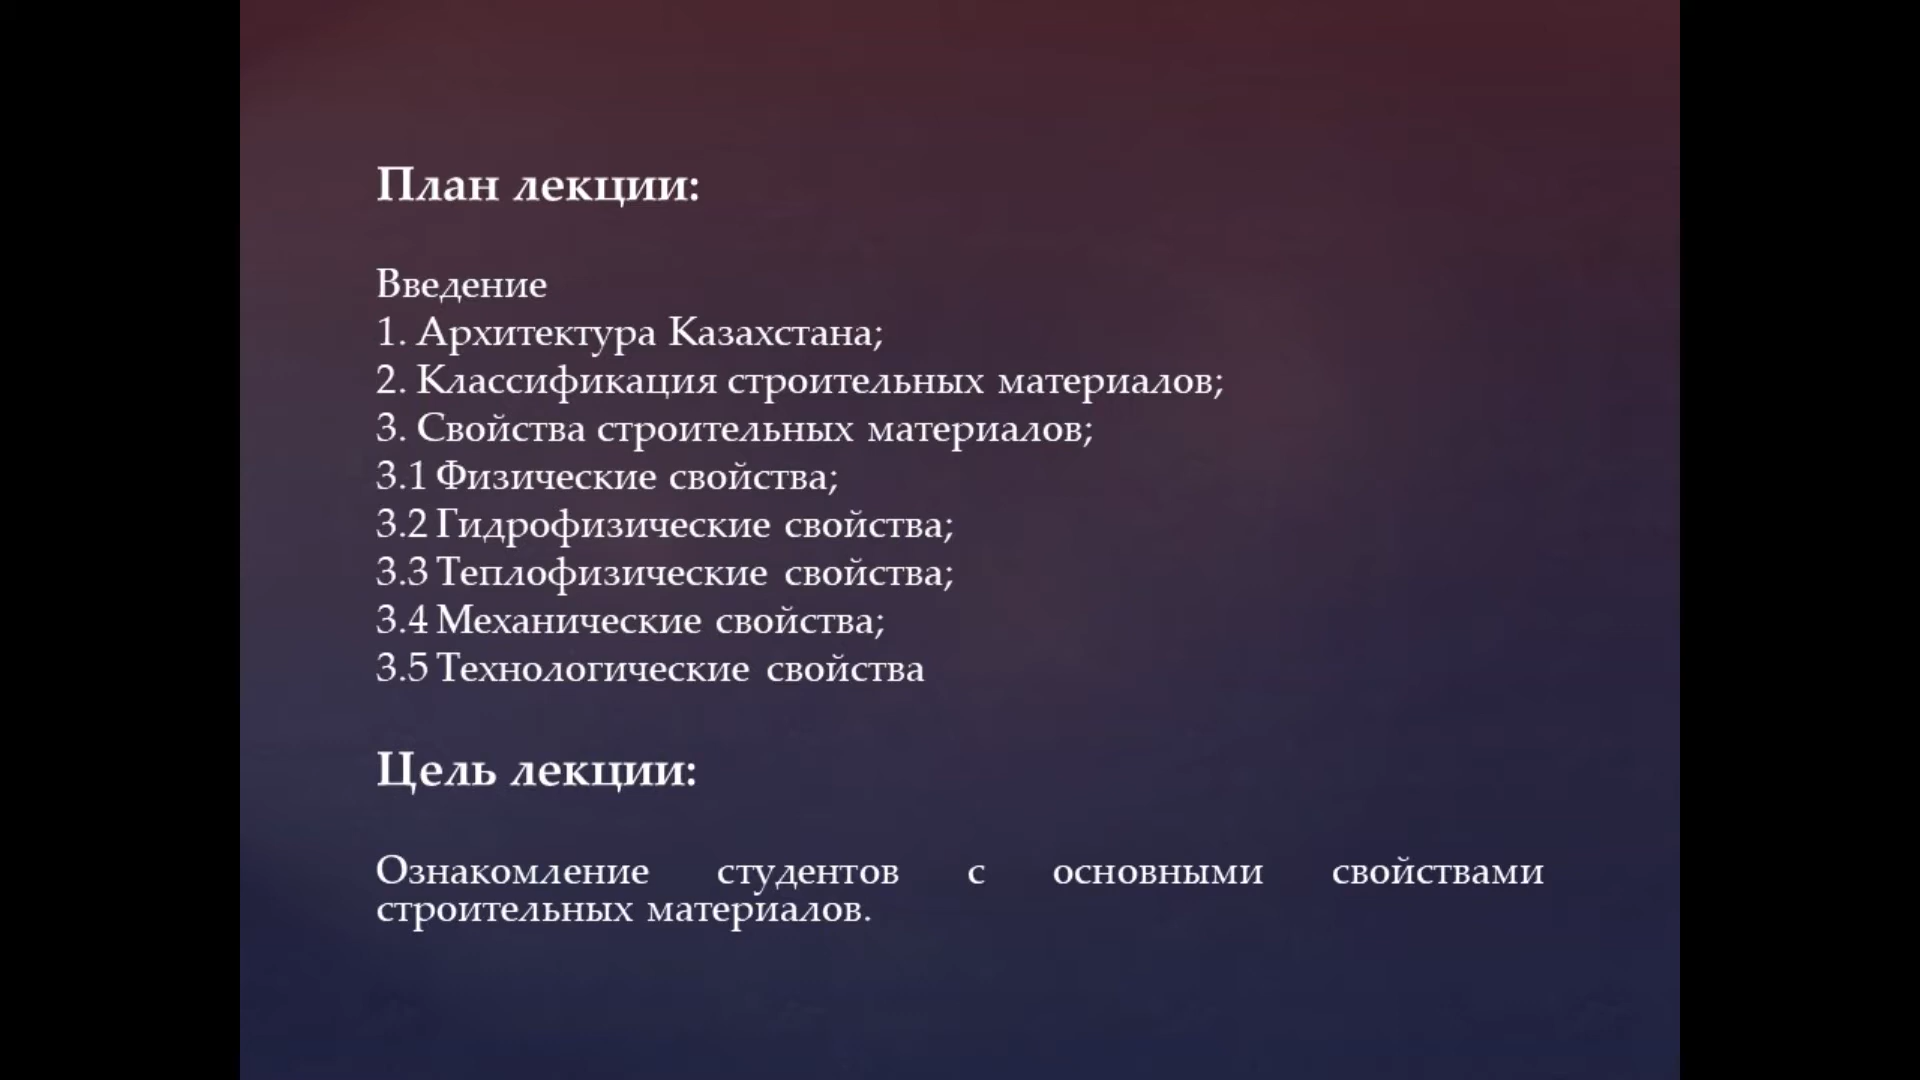 План лекции:
Введение
1. Архитектура Казахстана;
2. Классификация строительных материалов;
3. Свойства строительных материалов;
3.1 Физические свойства;
3.2 Гидрофизические свойства;
3.3 Теплофизические свойства;
3.4 Механические свойства;
3.5 Технологические свойства
Цель лекции:
Ознакомление студентов с основными свойствами
строительных материалов.